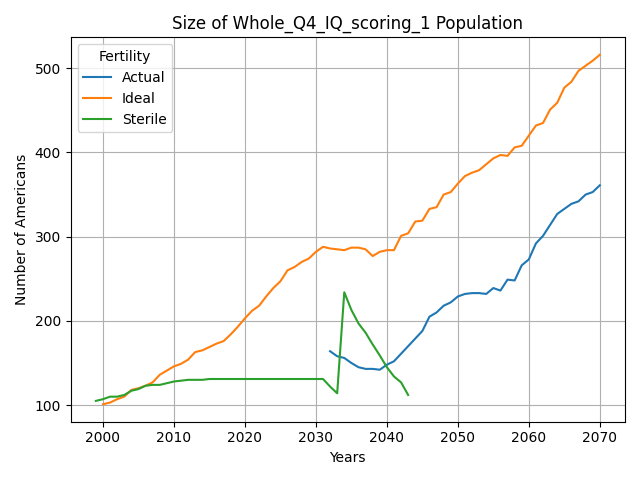 Size of Whole_Q4_IQ_scoring_1 Population
Fertility
Actual
Ideal
Sterile
Number of Americans
500
400
300
200
100
2000 2010 2020 2030 2040 2050 2060 2070
Years